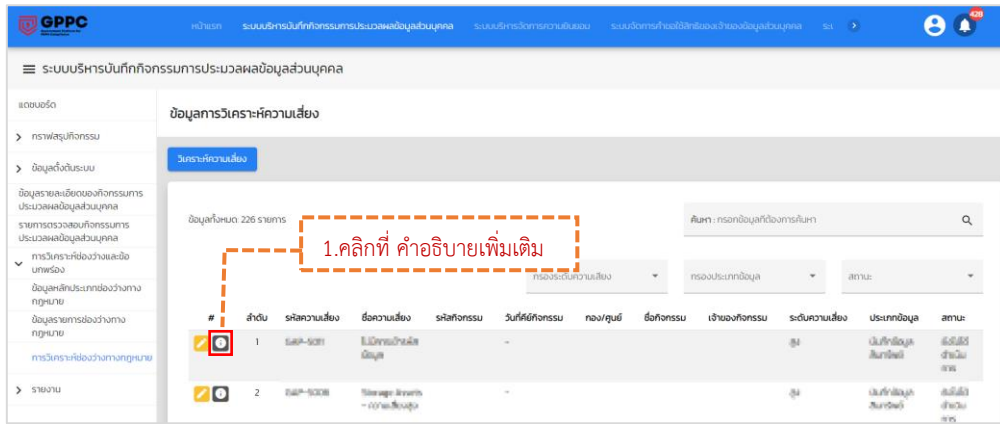 GPPC
หน้าแรก ระบบบริหารบันทึกกิจกรรมการประมวลผลข้อมูลส่วนบุคคล ระบบบริหารจัดการความยินยอม ระบบจัดการคำขอใช้สิทธิของเจ้าของข้อมูลส่วนบุคคล 428
ระบบบริหารบันทึกกิจกรรมการประมวลผลข้อมูลส่วนบุคคล
แดชบอร์ด
กราฟสรุปกิจกรรม
ข้อมูลตั้งต้นระบบ
ข้อมูลรายละเอียดของกิจกรรมการ
ประมวลผลข้อมูลส่วนบุคคล
รายการตรวจสอบกิจกรรมการ
ประมวลผลข้อมูลส่วนบุคคล
การวิเคราะห์ช่องว่างและข้อ
บกพร่อง
ข้อมูลหลักประเภทช่องว่างทาง
กฎหมาย
ข้อมูลรายการช่องว่างทาง
กฎหมาย
การวิเคราะห์ช่องว่างทางกฎหมาย
รายงาน
ข้อมูลการวิเคราะห์ความเสี่ยง
วิเคราะห์ความเสี่ยง
ข้อมูลทั้งหมด 226 รายการ
ค้นหา : กรอกข้อมูลที่ต้องการค้นหา
1.คลิกที่ คำอธิบายเพิ่มเติม
กรองระดับความเสี่ยง กรองประเภทข้อมูล สถานะ
# ลำดับ รหัสความเสี่ยง ชื่อความเสี่ยง รหัสกิจกรรม วันที่คีย์กิจกรรม กอง/ศูนย์ ชื่อกิจกรรม เจ้าของกิจกรรม ระดับความเสี่ยง ประเภทข้อมูล สถานะ
1 -
2 -